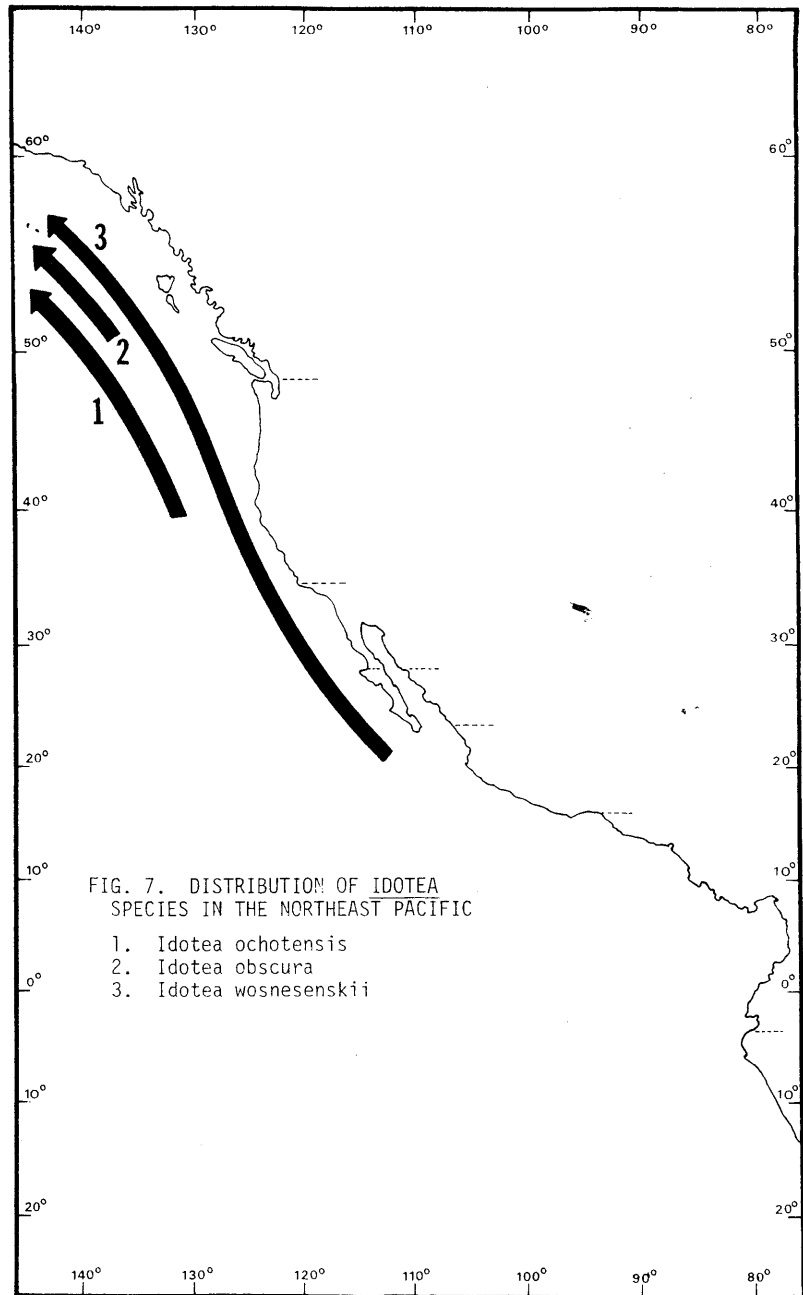 140° 130° 120° 110° 100° 90° 80°
60° 60°
3
2
50° 50°
1
40° 40°
30° 30°
20° 20°
10° 10°
FIG. 7. DISTRIBUTION OF IDOTEA
SPECIES IN THE NORTHEAST PACIFIC
1. Idotea ochotensis
2. Idotea obscura
3. Idotea wosnesenskii
0° 0°
10° 10°
20° 20°
140° 130° 120° 110° 100° 90° 80°